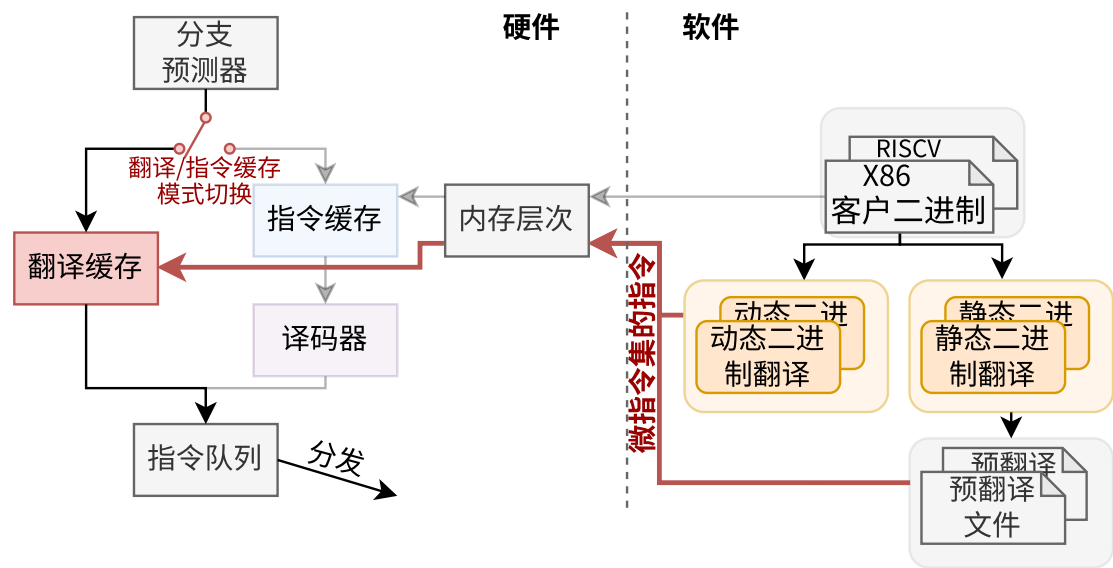 硬件
软件
分支
预测器
翻译/指令缓存
模式切换
指令缓存
内存层次
RISCV
X86
客户二进制
翻译缓存
译码器
微指令集的指令
动态二进
动态二进
制翻译
静态二进
静态二进
制翻译
指令队列
分发
预翻译
预翻译
文件